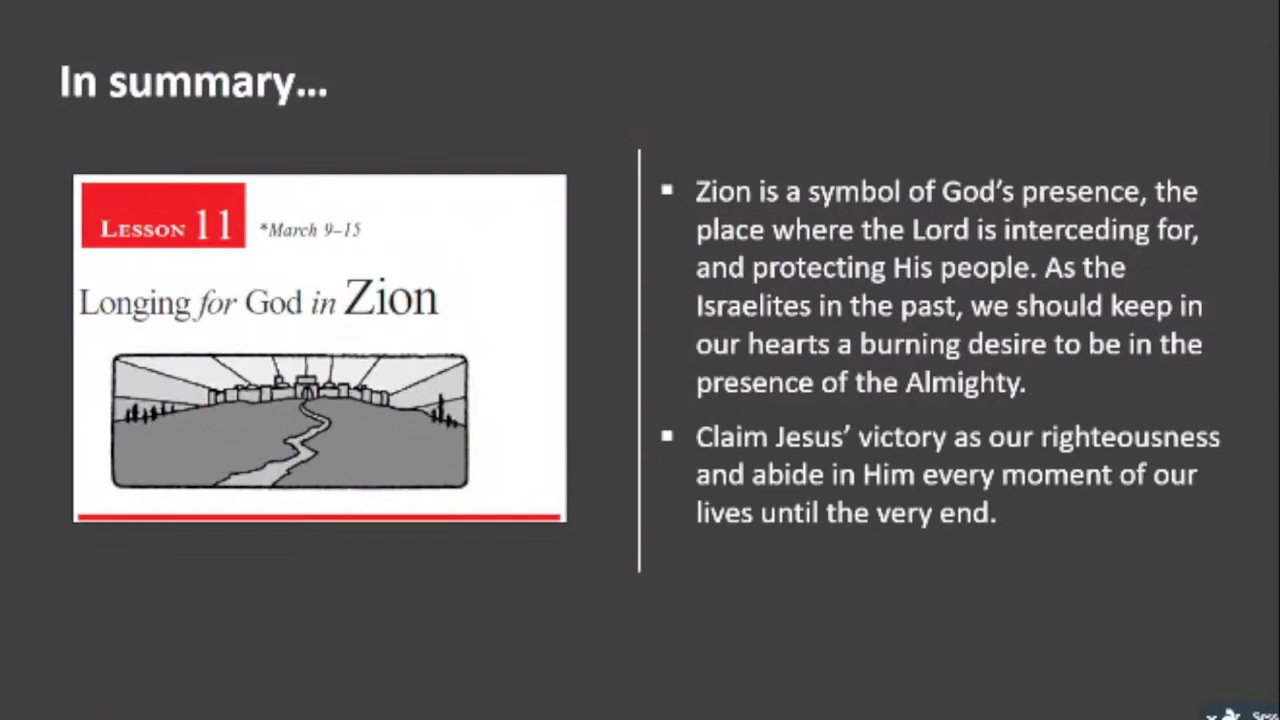 In summary...
LESSON 11
*March 9–15
Longing for God in Zion
▪ Zion is a symbol of God's presence, the
place where the Lord is interceding for,
and protecting His people. As the
Israelites in the past, we should keep in
our hearts a burning desire to be in the
presence of the Almighty.
▪ Claim Jesus' victory as our righteousness
and abide in Him every moment of our
lives until the very end.